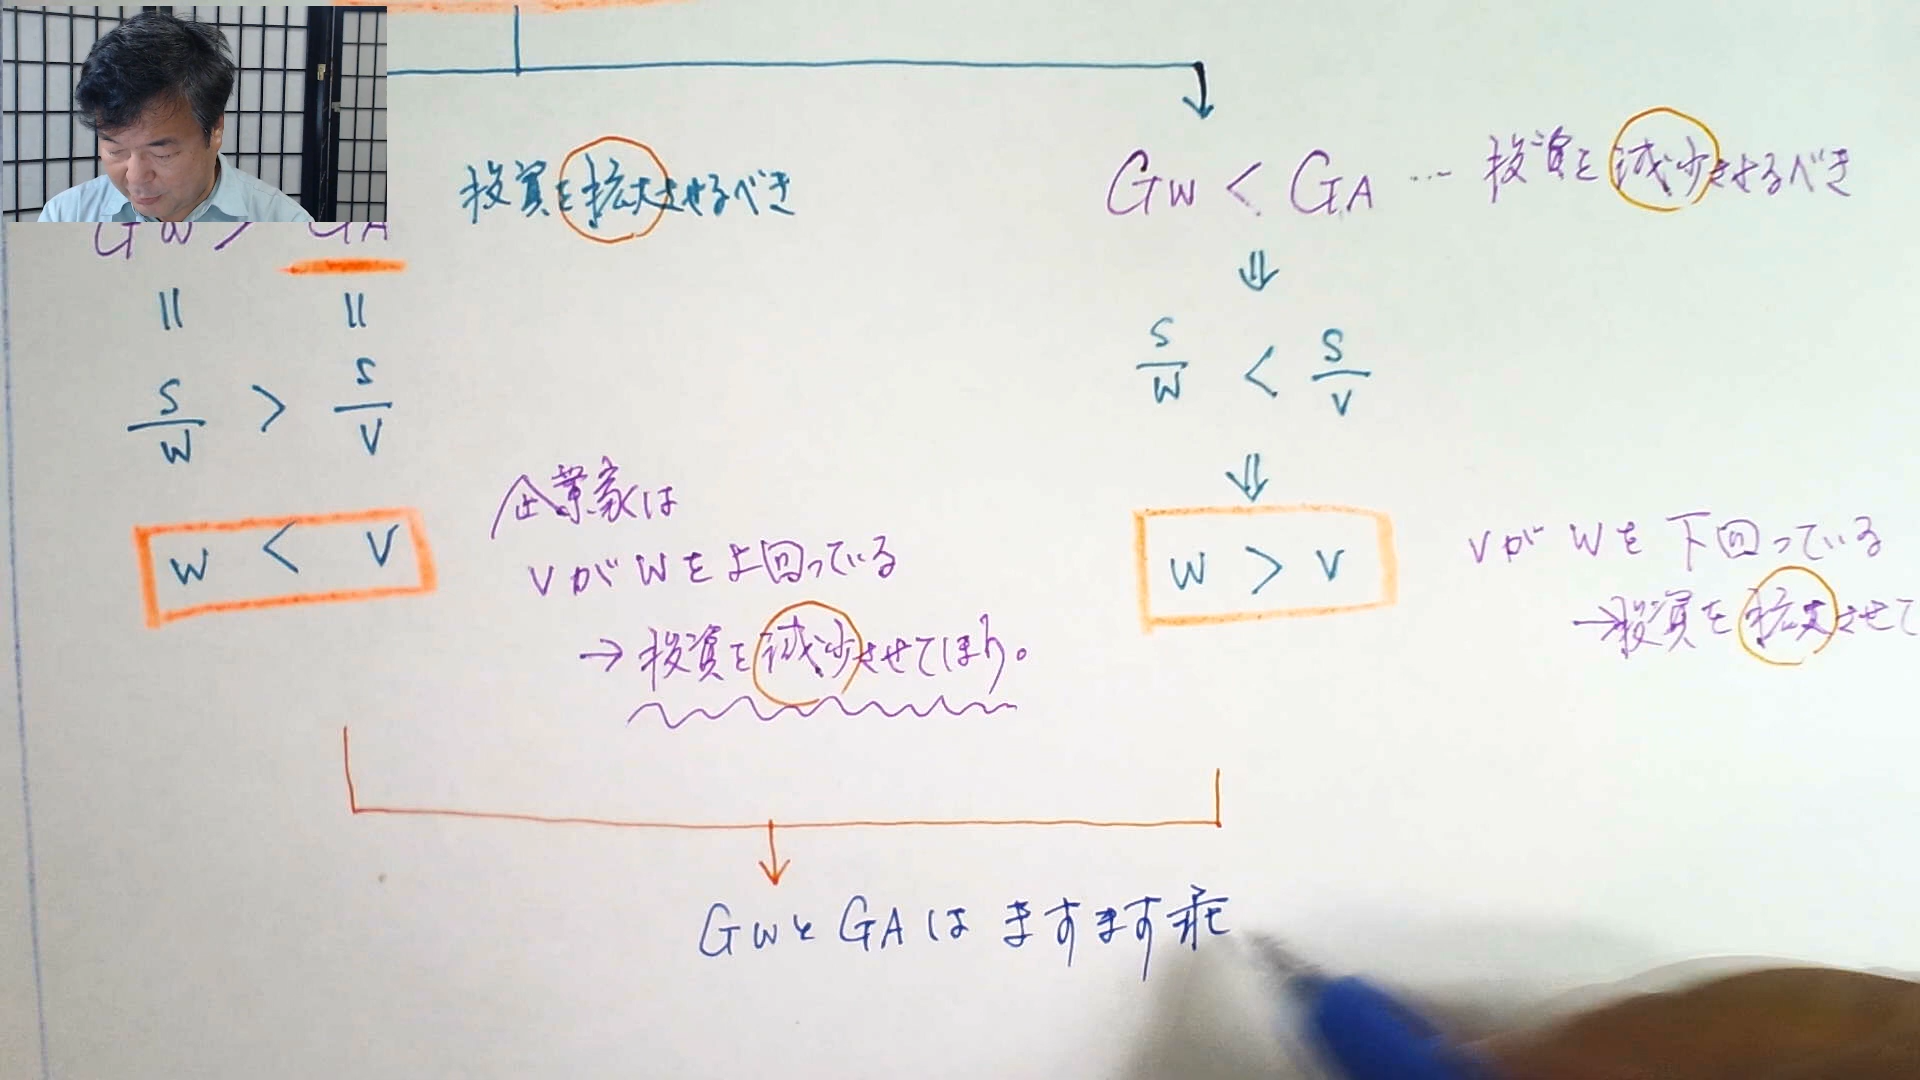 GW > GA
投資を拡大させるべき
||
||
S/W > S/V
W < V
企業家は
VがWを上回っている
→投資を減少させてほり。
GW < GA … 投資を減少させるべき
⇓
S/W < S/V
⇓
W > V
VがWを下回っている
→投資を拡大させて
GWとGAはますます乖